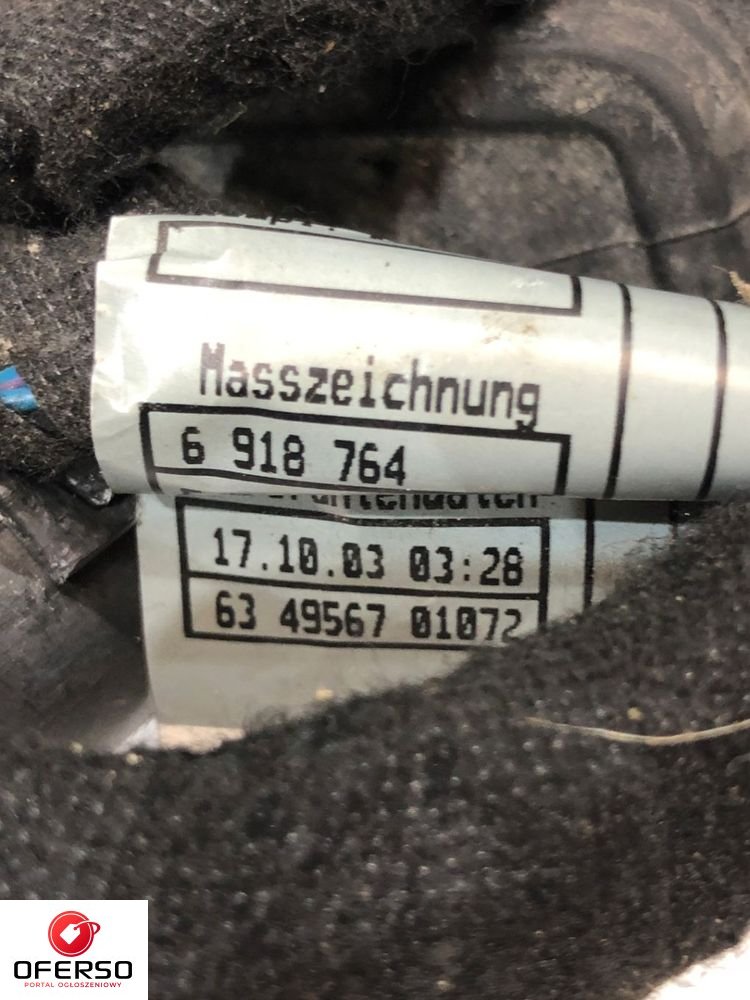 Masszeichnung
6 918 764
17.10.03 03:28
63 49567 01072
OFERSO
PORTAL OGŁOSZENIOWY